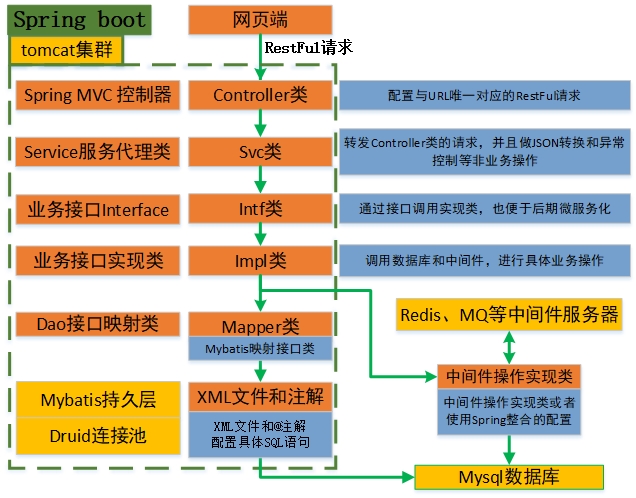 Spring boot
网页端
tomcat集群
RestFul请求
Spring MVC 控制器
Controller类
配置与URL唯一对应的RestFul请求
Service服务代理类
Svc类
转发Controller类的请求，并且做JSON转换和异常
控制等非业务操作
业务接口Interface
Intf类
通过接口调用实现类，也便于后期微服务化
业务接口实现类
Impl类
调用数据库和中间件，进行具体业务操作
Dao接口映射类
Mapper类
Mybatis映射接口类
Redis、MQ等中间件服务器
中间件操作实现类
中间件操作实现类或者
使用Spring整合的配置
Mybatis持久层
XML文件和注解
XML文件和@注解
配置具体SQL语句
Druid连接池
Mysql数据库